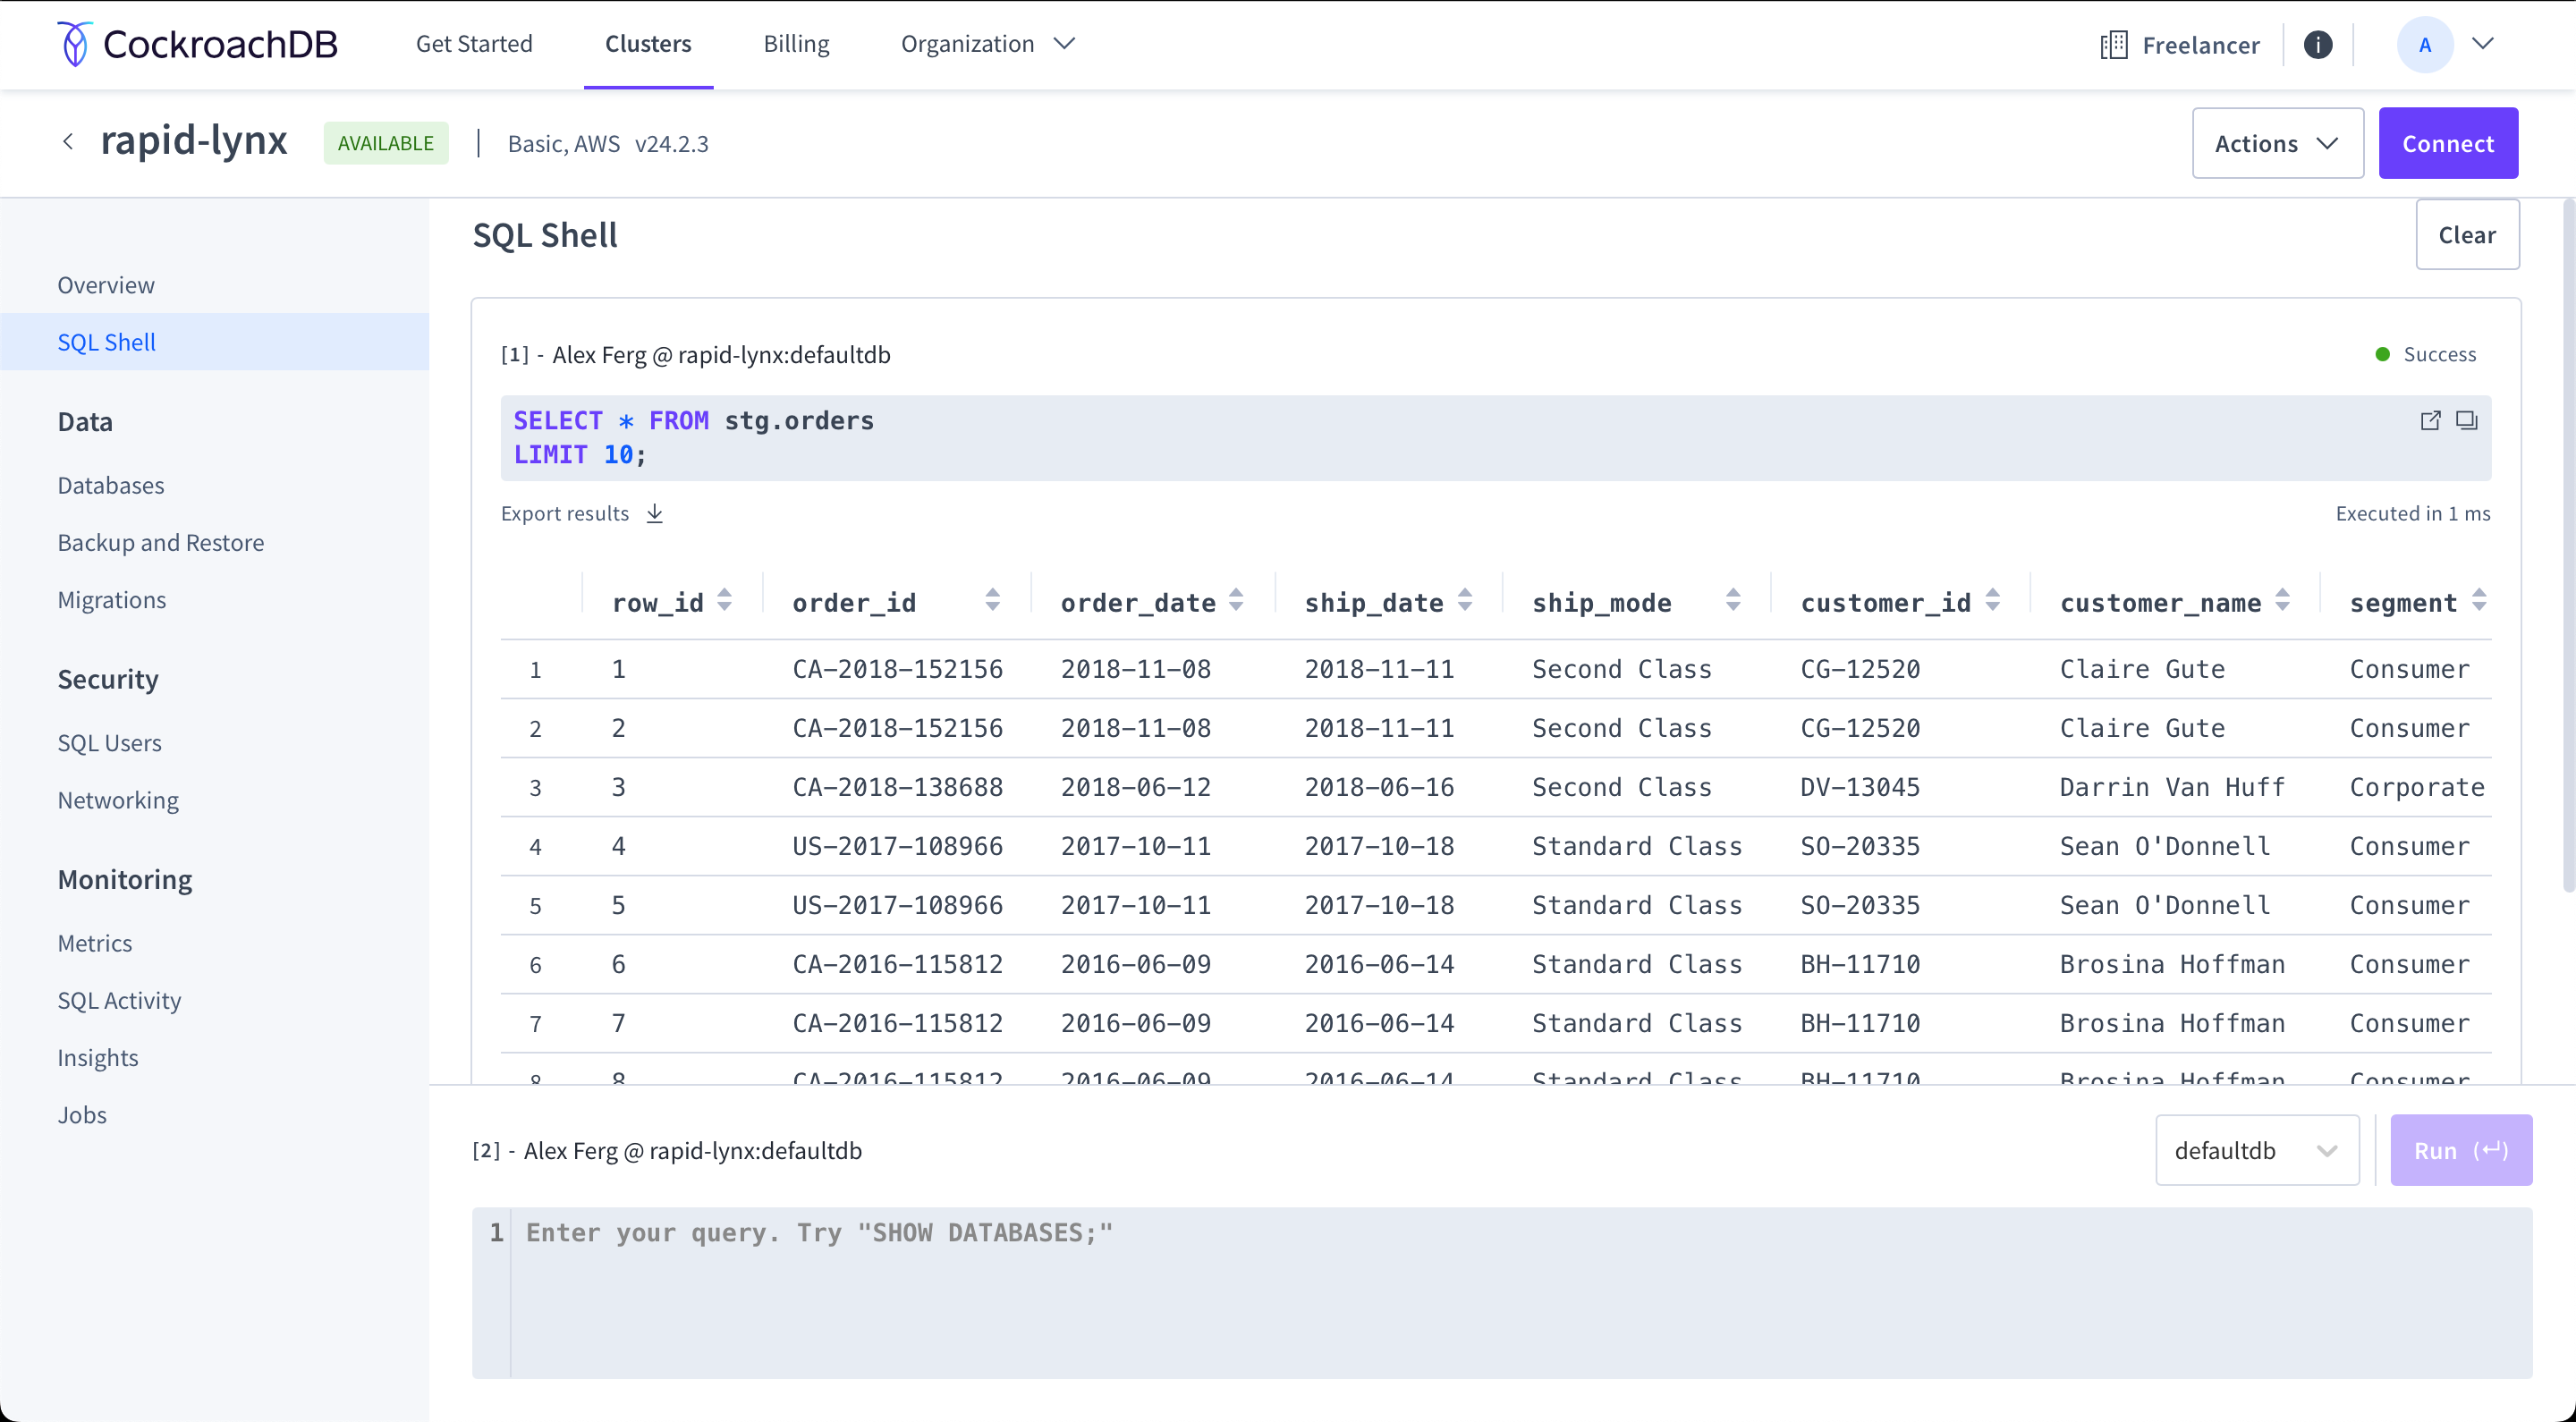 CockroachDB Get Started Clusters Billing Organization Freelancer i A
rapid-lynx AVAILABLE | Basic, AWS v24.2.3 Actions Connect
SQL Shell Clear
Overview
SQL Shell
Data
Databases
Backup and Restore
Migrations
Security
SQL Users
Networking
Monitoring
Metrics
SQL Activity
Insights
Jobs
[1] - Alex Ferg @ rapid-lynx:defaultdb Success
SELECT * FROM stg.orders
LIMIT 10;
Export results Executed in 1 ms
row_id order_id order_date ship_date ship_mode customer_id customer_name segment
1 1 CA-2018-152156 2018-11-08 2018-11-11 Second Class CG-12520 Claire Gute Consumer
2 2 CA-2018-152156 2018-11-08 2018-11-11 Second Class CG-12520 Claire Gute Consumer
3 3 CA-2018-138688 2018-06-12 2018-06-16 Second Class DV-13045 Darrin Van Huff Corporate
4 4 US-2017-108966 2017-10-11 2017-10-18 Standard Class SO-20335 Sean O'Donnell Consumer
5 5 US-2017-108966 2017-10-11 2017-10-18 Standard Class SO-20335 Sean O'Donnell Consumer
6 6 CA-2016-115812 2016-06-09 2016-06-14 Standard Class BH-11710 Brosina Hoffman Consumer
7 7 CA-2016-115812 2016-06-09 2016-06-14 Standard Class BH-11710 Brosina Hoffman Consumer
8 8 CA-2016-115812 2016-06-09 2016-06-14 Standard Class BH-11710 Brosina Hoffman Consumer
[2] - Alex Ferg @ rapid-lynx:defaultdb defaultdb Run (↵)
1 Enter your query. Try "SHOW DATABASES;"